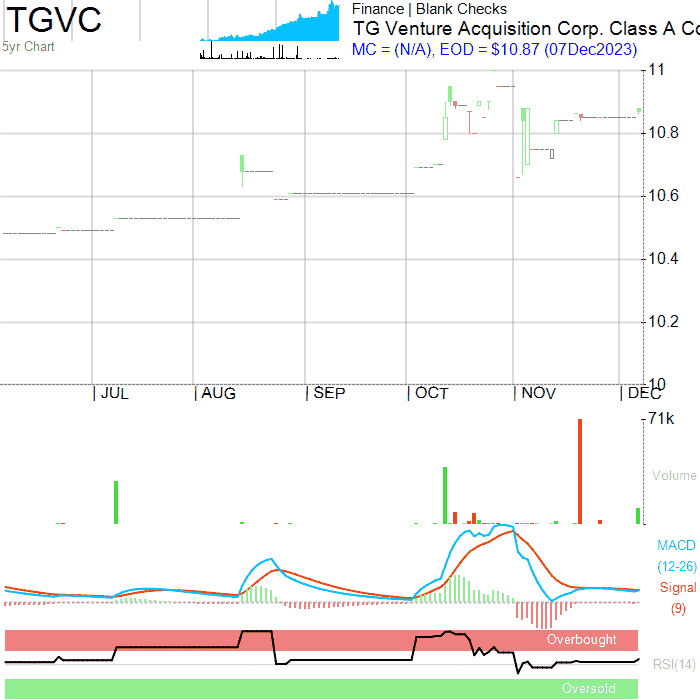 TGVC
Finance | Blank Checks
TG Venture Acquisition Corp. Class A Co
5yr Chart
MC = (N/A), EOD = $10.87 (07Dec2023)
11
10.8
10.6
10.4
10.2
10
JUL AUG SEP OCT NOV DEC
71k
Volume
MACD
(12-26)
Signal
(9)
Overbought
RSI(14)
Oversold